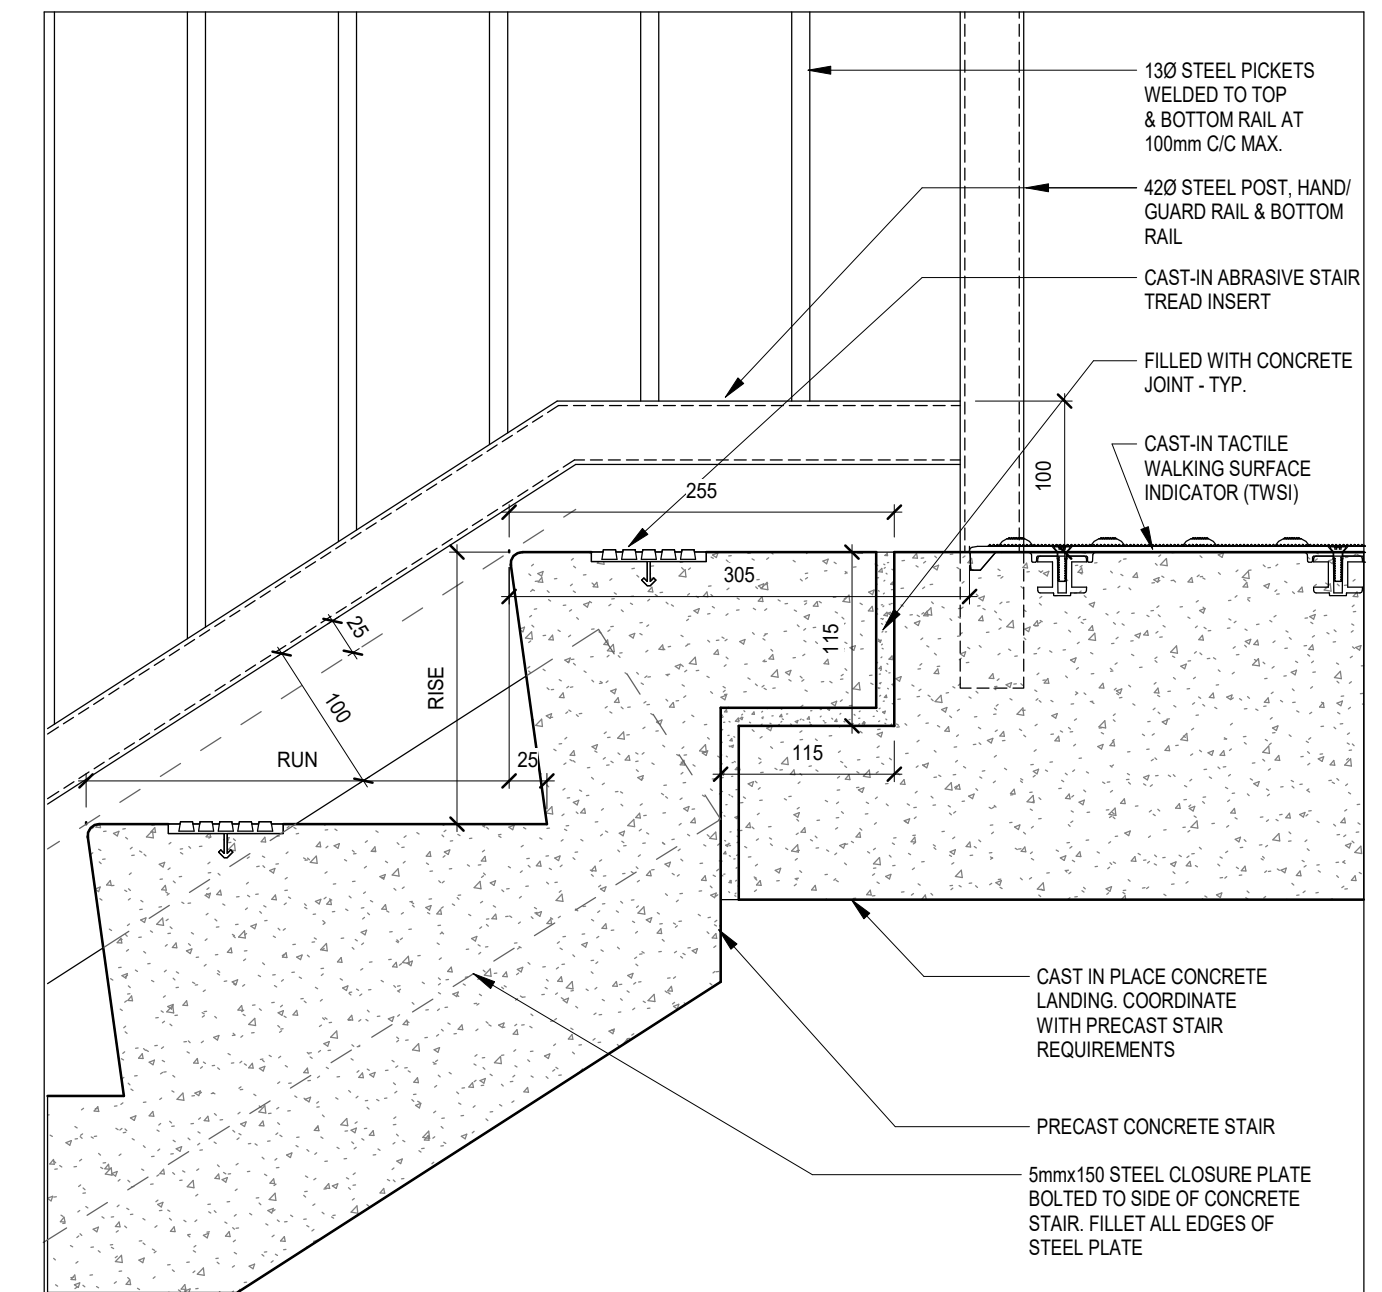 13Ø STEEL PICKETS
WELDED TO TOP
& BOTTOM RAIL AT
100mm C/C MAX.
42Ø STEEL POST, HAND/
GUARD RAIL & BOTTOM
RAIL
CAST-IN ABRASIVE STAIR
TREAD INSERT
FILLED WITH CONCRETE
JOINT - TYP.
CAST-IN TACTILE
WALKING SURFACE
INDICATOR (TWSI)
100
255
305
25
115
RISE
100
RUN
25
115
CAST IN PLACE CONCRETE
LANDING. COORDINATE
WITH PRECAST STAIR
REQUIREMENTS
PRECAST CONCRETE STAIR
5mmx150 STEEL CLOSURE PLATE
BOLTED TO SIDE OF CONCRETE
STAIR. FILLET ALL EDGES OF
STEEL PLATE